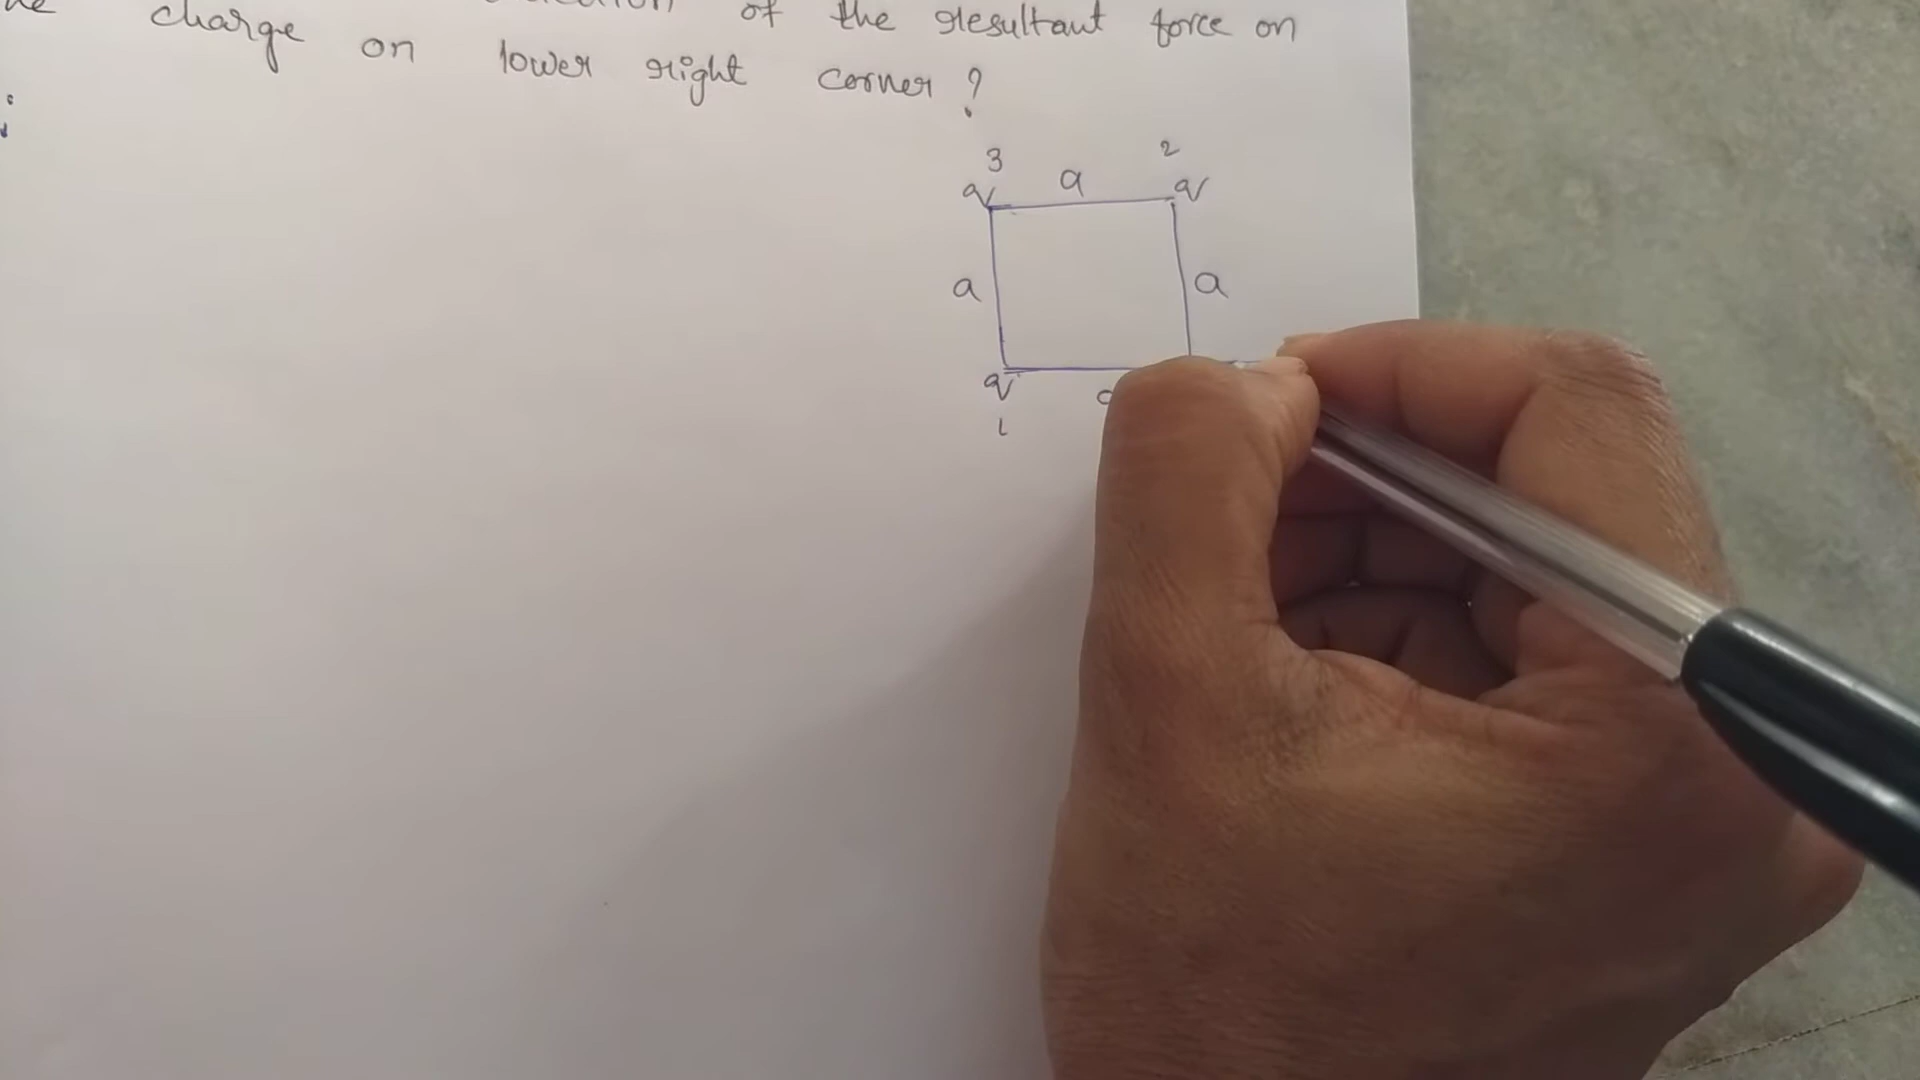 of the resultant force on
charge on lower right corner ?
3 2
q a q
a a
q
1